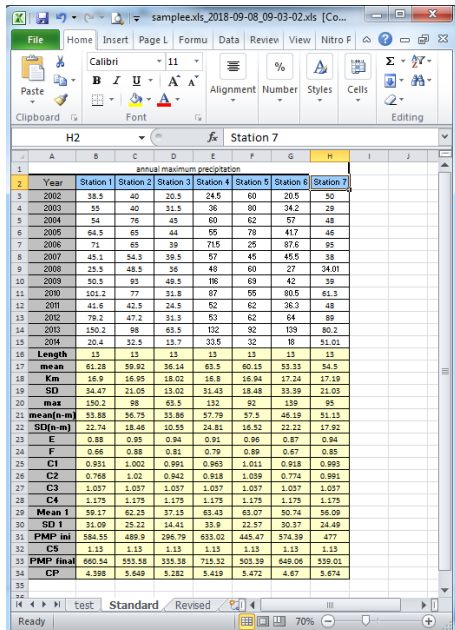 samplee.xls_2018-09-08_09-03-02.xls [Co...
File Home Insert Page L Formu Data Review View Nitro F
Calibri 11
Paste B I U A A Alignment Number Styles Cells
Clipboard Font Editing
H2 fx Station 7
A B C D E F G H I J
1 annual maximum precipitation
2 Year Station 1 Station 2 Station 3 Station 4 Station 5 Station 6 Station 7
3 2002 38.5 40 20.5 24.5 60 20.5 50
4 2003 55 40 31.5 36 80 34.2 29
5 2004 54 76 45 60 62 57 48
6 2005 64.5 65 44 55 78 41.7 46
7 2006 71 65 39 71.5 25 87.6 95
8 2007 45.1 54.3 39.5 57 45 45.5 38
9 2008 25.5 48.5 36 48 60 27 34.01
10 2009 50.5 93 49.5 116 69 42 39
11 2010 101.2 77 31.8 87 55 80.5 61.3
12 2011 41.6 42.5 24.5 52 62 36.3 48
13 2012 79.2 47.2 31.3 53 62 64 89
14 2013 150.2 98 63.5 132 92 139 80.2
15 2014 20.4 32.5 13.7 33.5 32 18 51.01
16 Length 13 13 13 13 13 13 13
17 mean 61.28 59.92 36.14 63.5 60.15 53.33 54.5
18 Km 16.9 16.95 18.02 16.8 16.94 17.24 17.19
19 SD 34.47 21.05 13.02 31.43 18.48 33.39 21.03
20 max 150.2 98 63.5 132 92 139 95
21 mean(n-m) 53.88 56.75 33.86 57.79 57.5 46.19 51.13
22 SD(n-m) 22.74 18.46 10.55 24.81 16.52 22.22 17.92
23 E 0.88 0.95 0.94 0.91 0.96 0.87 0.94
24 F 0.66 0.88 0.81 0.79 0.89 0.67 0.85
25 C1 0.931 1.002 0.991 0.963 1.011 0.918 0.993
26 C2 0.768 1.02 0.942 0.918 1.039 0.774 0.991
27 C3 1.037 1.037 1.037 1.037 1.037 1.037 1.037
28 C4 1.175 1.175 1.175 1.175 1.175 1.175 1.175
29 Mean 1 59.17 62.25 37.15 63.43 63.07 50.74 56.09
30 SD 1 31.09 25.22 14.41 33.9 22.57 30.37 24.49
31 PMP ini 584.55 489.9 296.79 633.02 445.47 574.39 477
32 C5 1.13 1.13 1.13 1.13 1.13 1.13 1.13
33 PMP final 660.54 553.58 335.38 715.32 503.39 649.06 539.01
34 CP 4.398 5.649 5.282 5.419 5.472 4.67 5.674
35
test Standard Revised
Ready 70%